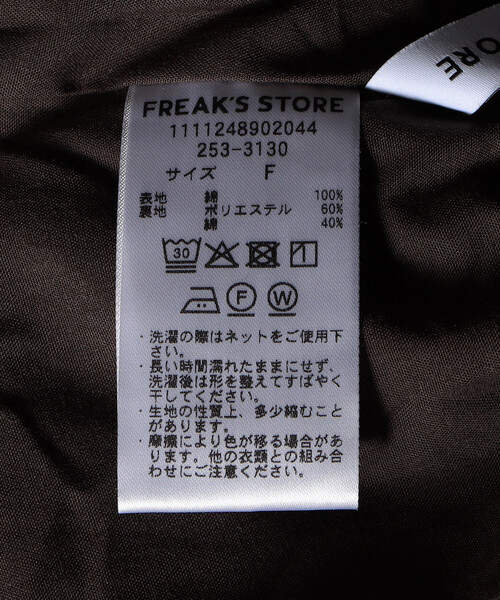 STORE
FREAK'S STORE
1111248902044
253-3130
サイズ F
表地 綿 100%
裏地 ポリエステル 60%
綿 40%
30
F W
・洗濯の際はネットをご使用下
さい。
・長い時間濡れたままにせず、
洗濯後は形を整えてすばやく
干してください。
・生地の性質上、多少縮むこと
があります。
・摩擦により色が移る場合があ
ります。他の衣類との組み合
わせにご注意ください。